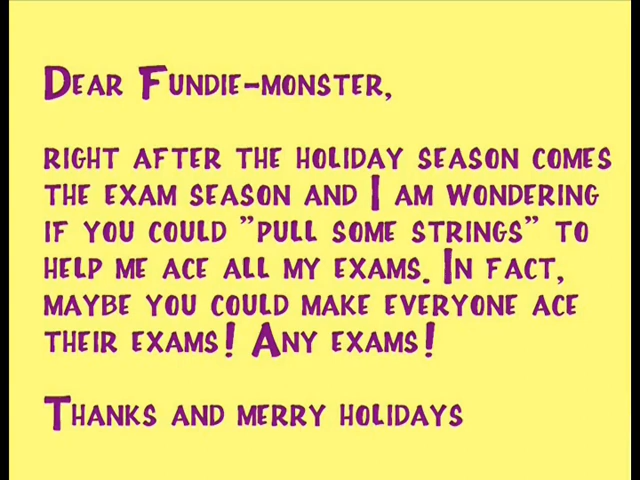 Dear Fundie-monster,
right after the holiday season comes
the exam season and I am wondering
if you could "pull some strings" to
help me ace all my exams. In fact,
maybe you could make everyone ace
their exams! Any exams!
Thanks and merry holidays